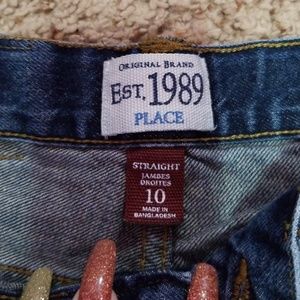 ORIGINAL BRAND
EST. 1989
PLACE
STRAIGHT
JAMBES
DROITES
10
MADE IN
BANGLADESH